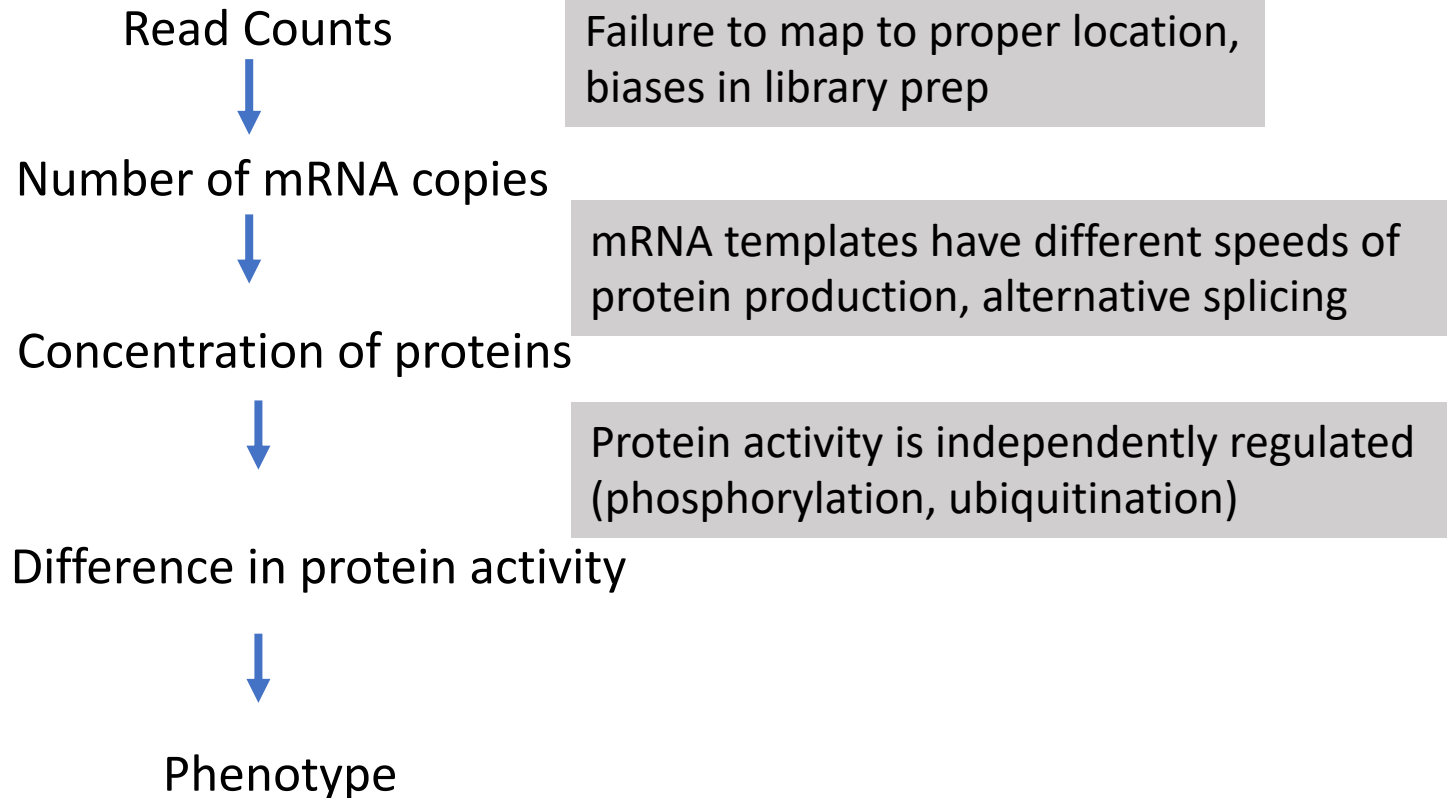 Read Counts
Failure to map to proper location,
biases in library prep
Number of mRNA copies
mRNA templates have different speeds of
protein production, alternative splicing
Concentration of proteins
Protein activity is independently regulated
(phosphorylation, ubiquitination)
Difference in protein activity
Phenotype